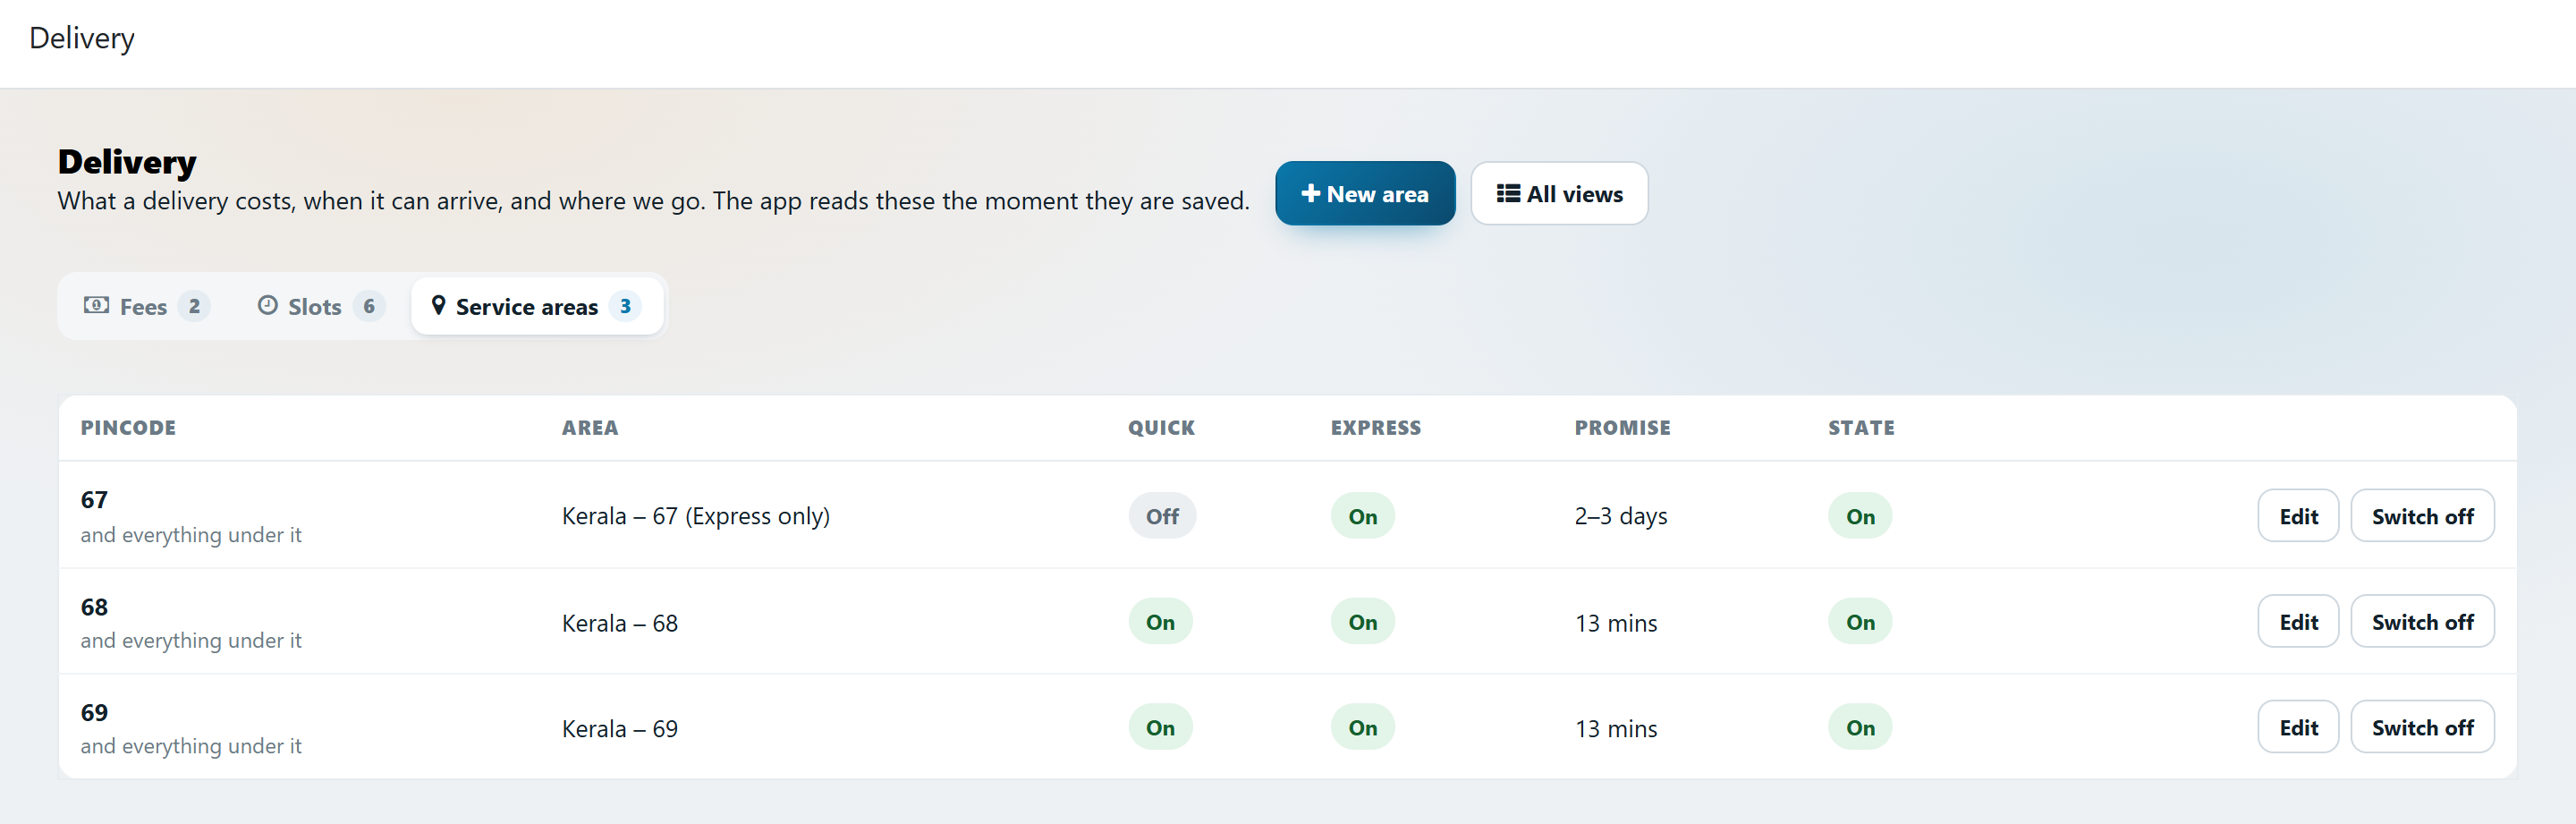 Delivery
Delivery
What a delivery costs, when it can arrive, and where we go. The app reads these the moment they are saved.
New area
All views
Fees 2
Slots 6
Service areas 3
PINCODE AREA QUICK EXPRESS PROMISE STATE
67
and everything under it
Kerala – 67 (Express only) Off On 2–3 days On Edit Switch off
68
and everything under it
Kerala – 68 On On 13 mins On Edit Switch off
69
and everything under it
Kerala – 69 On On 13 mins On Edit Switch off